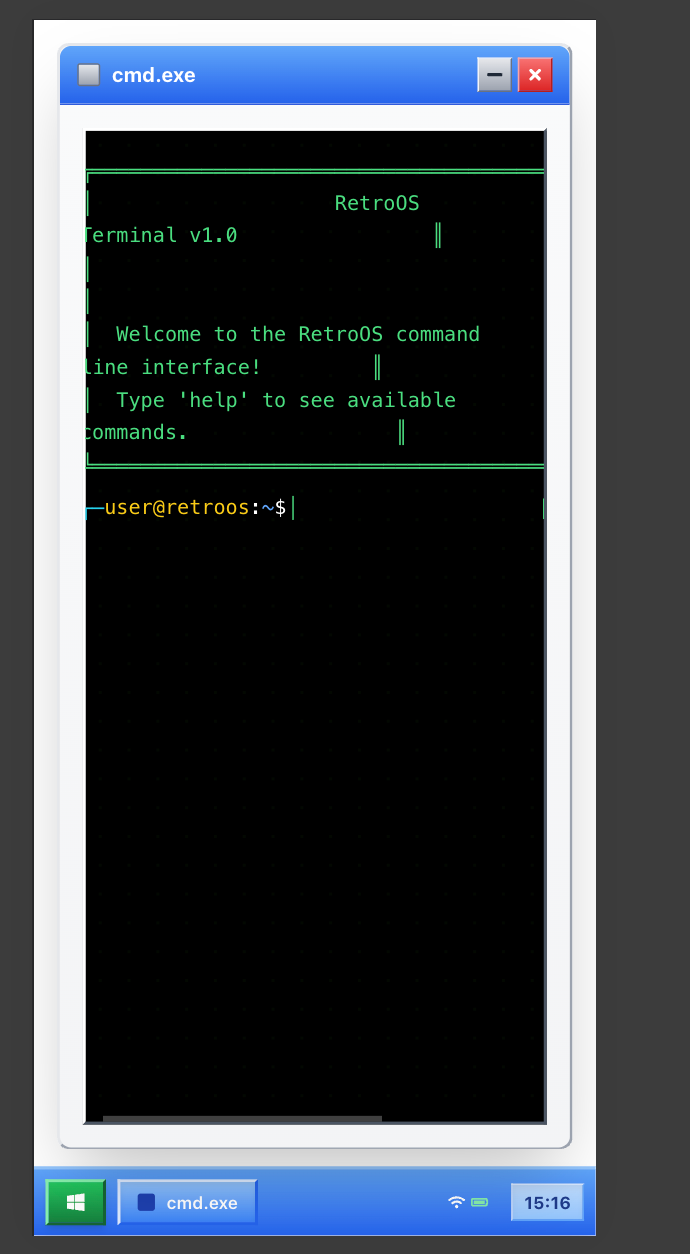 cmd.exe
RetroOS
Terminal v1.0
Welcome to the RetroOS command
line interface!
Type 'help' to see available
commands.
user@retroos:~$
cmd.exe
15:16